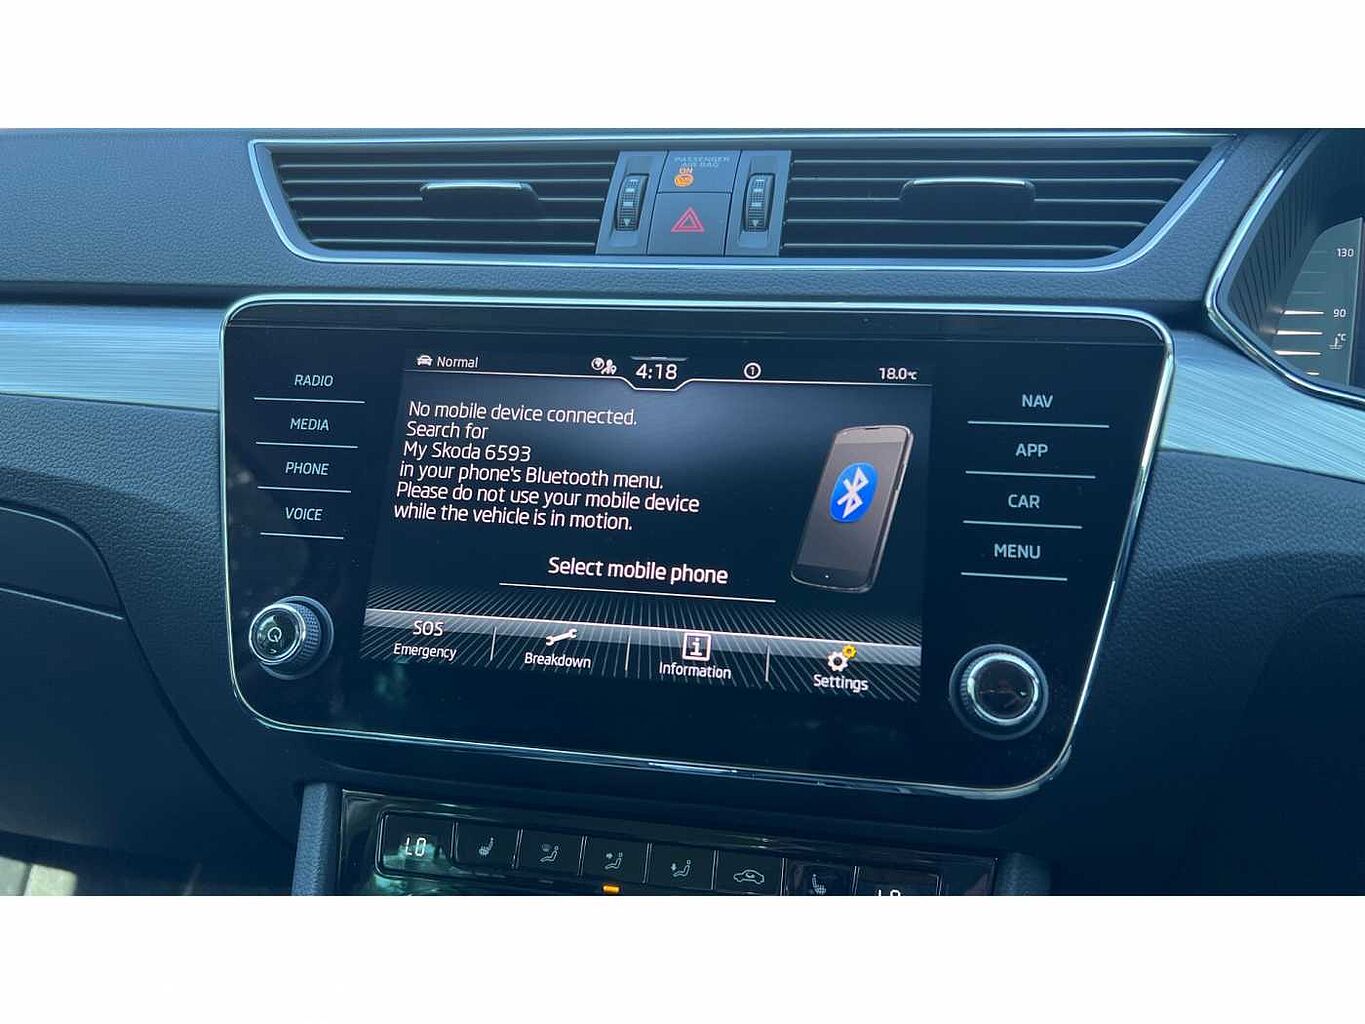 PASSENGER
AIR BAG
ON
130
90
°C
RADIO
MEDIA
PHONE
VOICE
Normal
4:18
1
18.0°C
No mobile device connected.
Search for
My Skoda 6593
in your phone's Bluetooth menu.
Please do not use your mobile device
while the vehicle is in motion.
Select mobile phone
SOS
Emergency
Breakdown
i
Information
Settings
NAV
APP
CAR
MENU
LO
LO